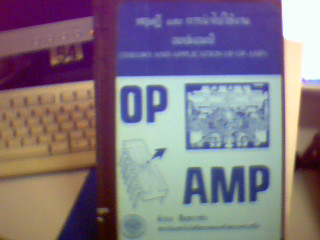 ทฤษฎี และ การนำไปใช้งาน
ออปแอมป์
(THEORY AND APPLICATION OF OP-AMP)
OP
AMP